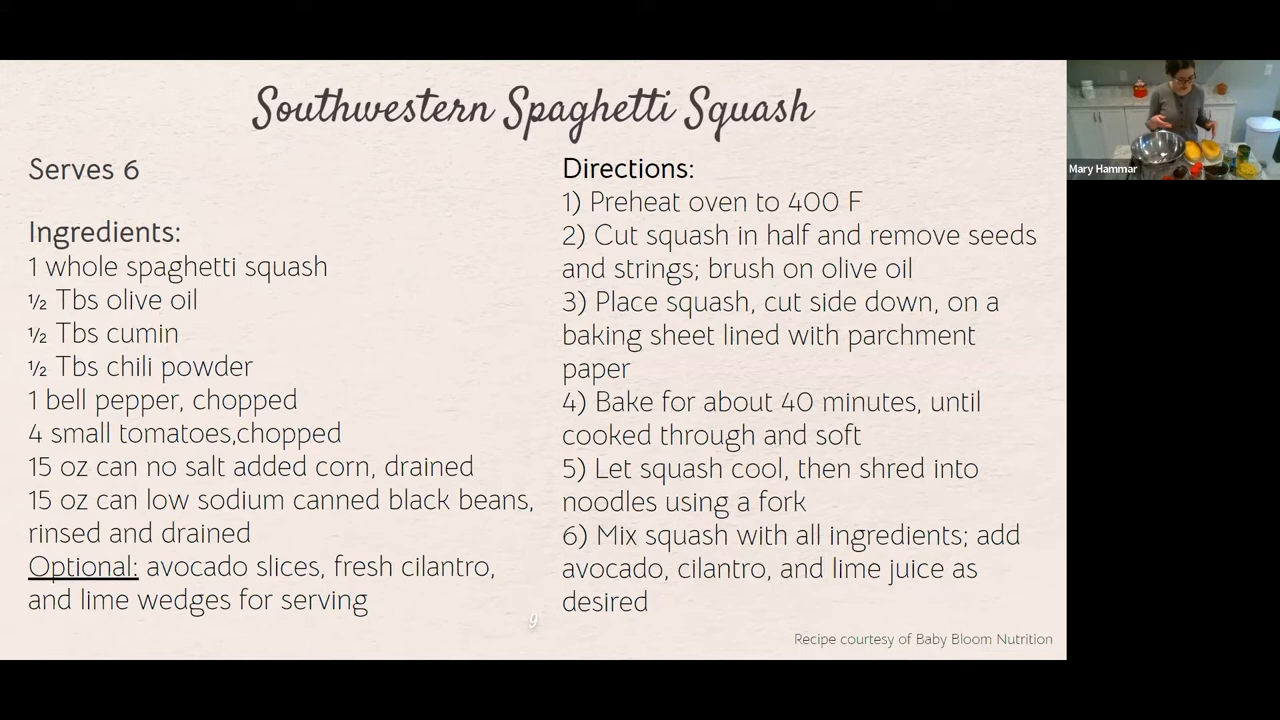 Southwestern Spaghetti Squash
Serves 6
Ingredients:
1 whole spaghetti squash
½ Tbs olive oil
½ Tbs cumin
½ Tbs chili powder
1 bell pepper, chopped
4 small tomatoes,chopped
15 oz can no salt added corn, drained
15 oz can low sodium canned black beans,
rinsed and drained
Optional: avocado slices, fresh cilantro,
and lime wedges for serving
Directions:
1) Preheat oven to 400 F
2) Cut squash in half and remove seeds
and strings; brush on olive oil
3) Place squash, cut side down, on a
baking sheet lined with parchment
paper
4) Bake for about 40 minutes, until
cooked through and soft
5) Let squash cool, then shred into
noodles using a fork
6) Mix squash with all ingredients; add
avocado, cilantro, and lime juice as
desired
9
Recipe courtesy of Baby Bloom Nutrition
Mary Hammar